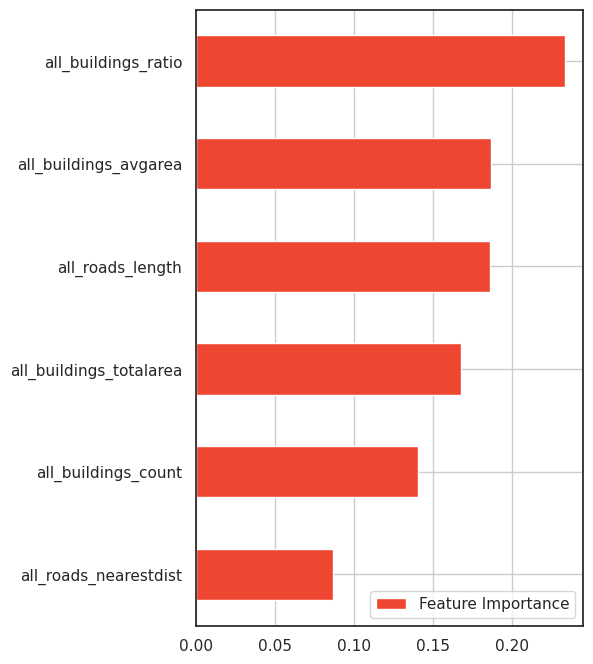 all_buildings_ratio
all_buildings_avgarea
all_roads_length
all_buildings_totalarea
all_buildings_count
all_roads_nearestdist
Feature Importance
0.00 0.05 0.10 0.15 0.20